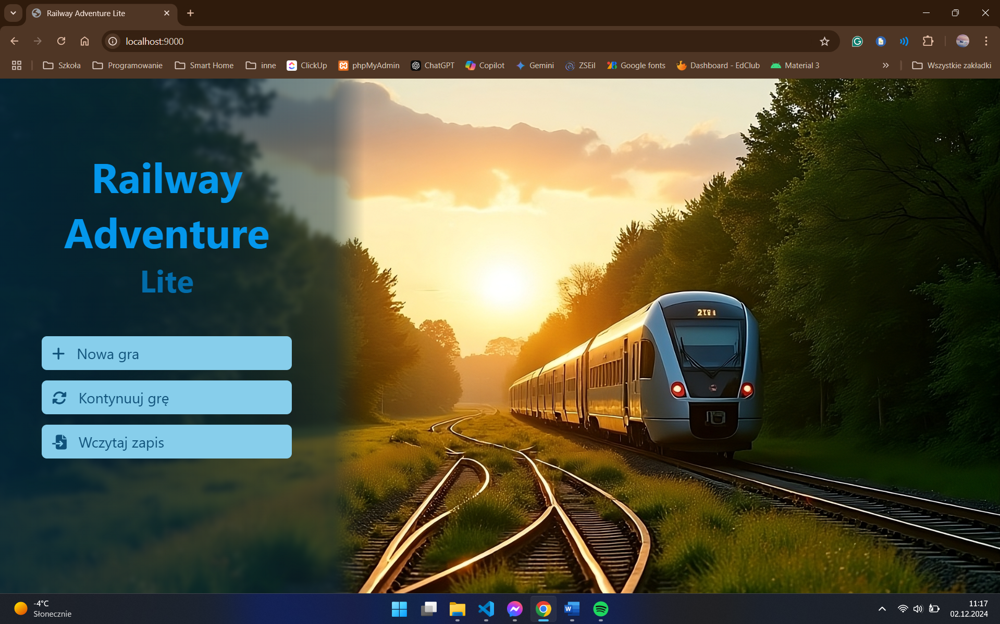 Railway Adventure Lite
localhost:9000
Szkoła
Programowanie
Smart Home
inne
ClickUp
phpMyAdmin
ChatGPT
Copilot
Gemini
ZSEil
Google fonts
Dashboard - EdClub
Material 3
Wszystkie zakładki
Railway
Adventure
Lite
Nowa gra
Kontynuuj grę
Wczytaj zapis
-4°C
Słonecznie
11:17
02.12.2024